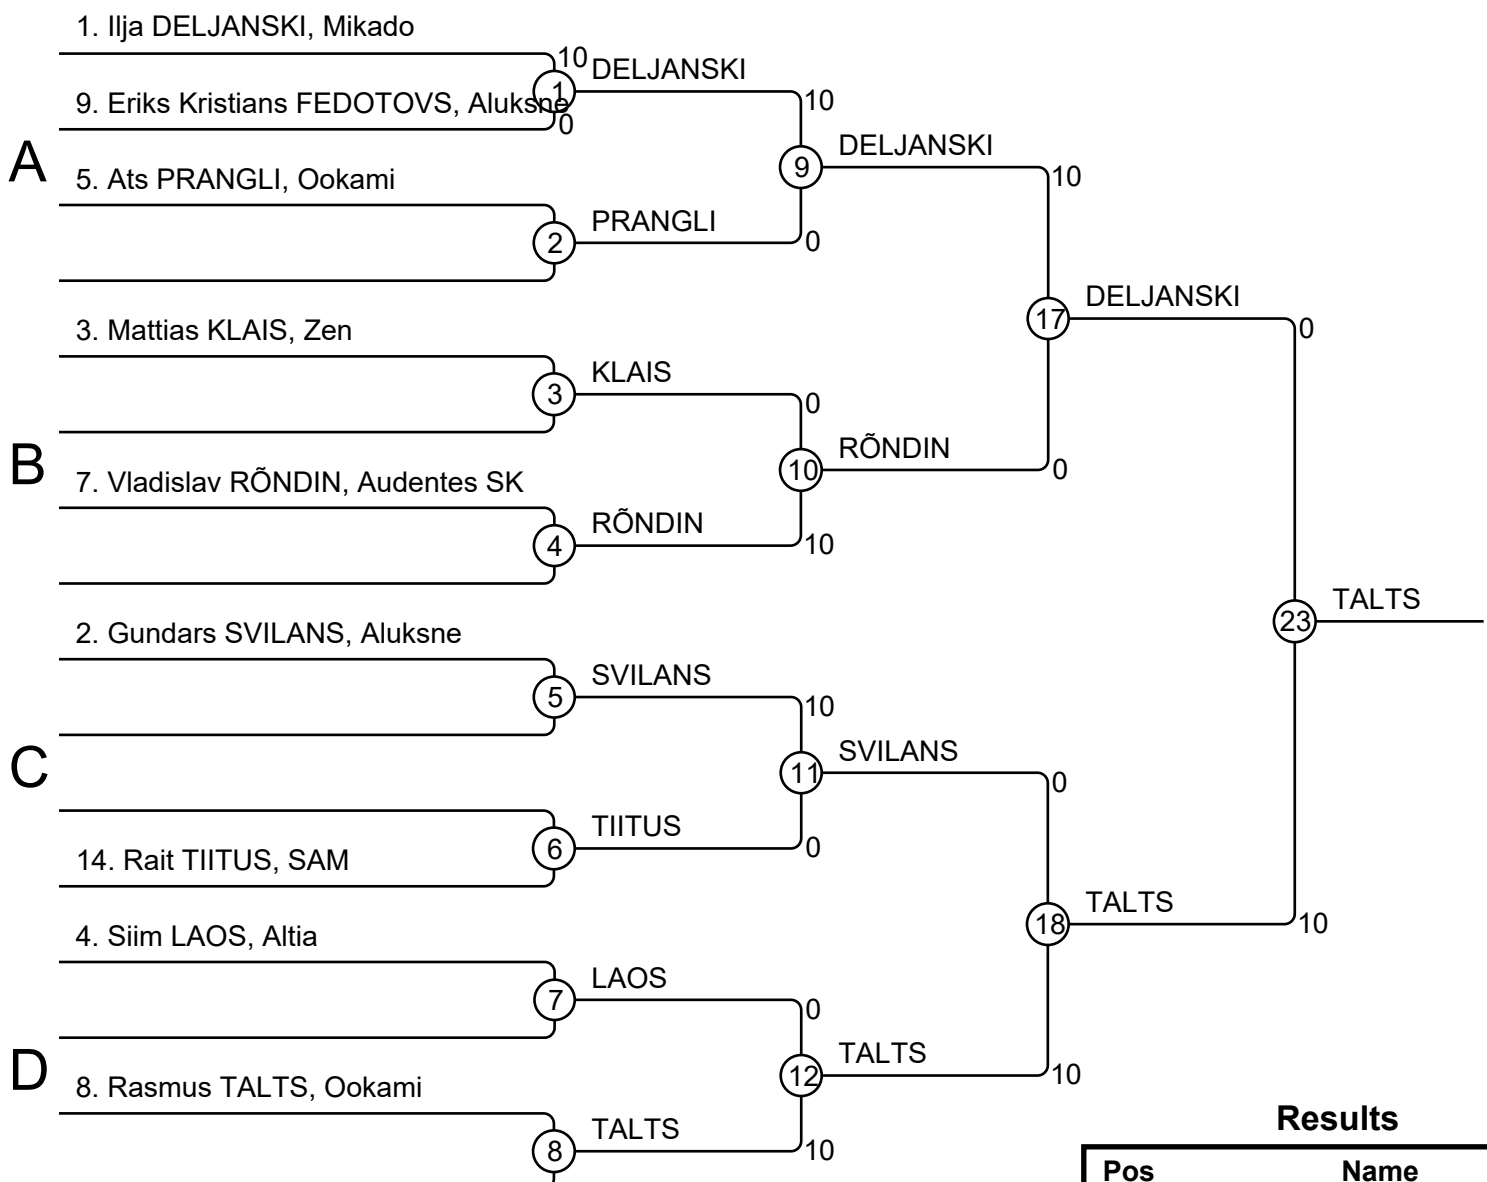 1. Ilja DELJANSKI, Mikado
10
DELJANSKI
1
9. Eriks Kristians FEDOTOVS, Aluksne
10
0
DELJANSKI
A
9
5. Ats PRANGLI, Ookami
10
PRANGLI
2
0
DELJANSKI
17
0
3. Mattias KLAIS, Zen
KLAIS
3
0
RÕNDIN
B
10
0
7. Vladislav RÕNDIN, Audentes SK
RÕNDIN
4
10
TALTS
23
2. Gundars SVILANS, Aluksne
SVILANS
5
10
SVILANS
C
11
0
TIITUS
6
0
14. Rait TIITUS, SAM
TALTS
18
10
4. Siim LAOS, Altia
LAOS
7
0
TALTS
D
12
10
8. Rasmus TALTS, Ookami
TALTS
8
10
Results
Pos Name